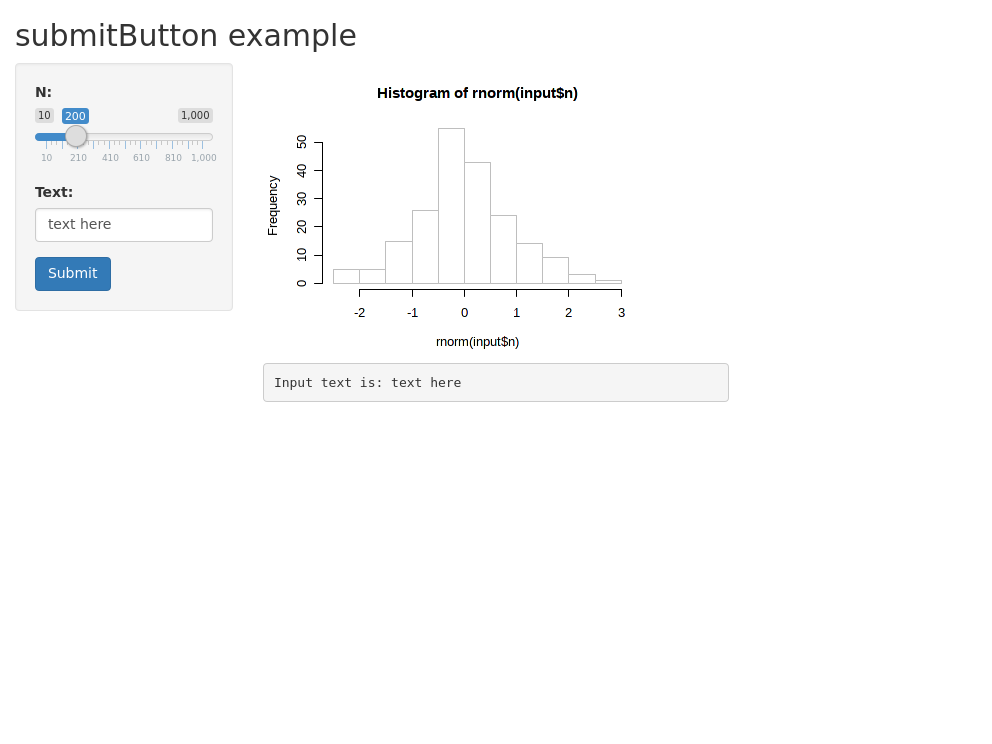 submitButton example
N:
10 200 1,000
10 210 410 610 810 1,000
Text:
text here
Submit
Histogram of rnorm(input$n)
Frequency
50
40
30
20
10
0
-2 -1 0 1 2 3
rnorm(input$n)
Input text is: text here